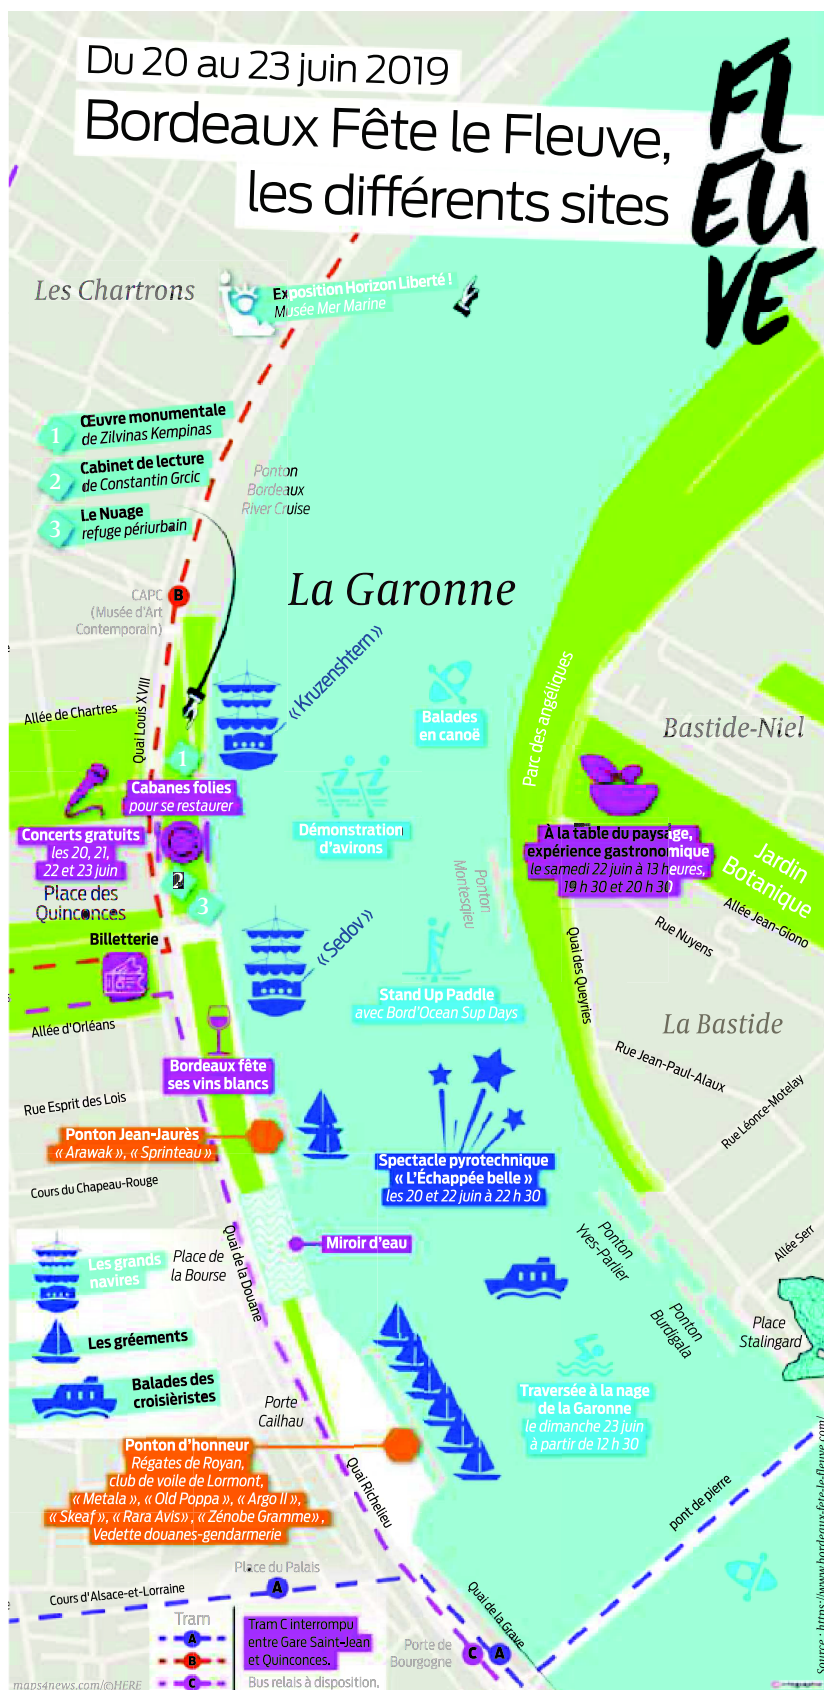 Du 20 au 23 juin 2019
Bordeaux Fête le Fleuve,
les différents sites
FL
EU
VE
Les Chartrons
Exposition Horizon Liberté !
Musée Mer Marine
1
Œuvre monumentale
de Zilvinas Kempinas
2
Cabinet de lecture
de Constantin Grcic
3
Le Nuage
refuge périurbain
Ponton
Bordeaux
River Cruise
La Garonne
CAPC
(Musée d'Art
Contemporain)
B
« Kruzenshtern »
Quai Louis XVIII
Allée de Chartres
Balades
en canoë
Parc des angéliques
Bastide-Niel
1
Cabanes folies
pour se restaurer
Concerts gratuits
les 20, 21,
22 et 23 juin
Démonstration
d'avirons
À la table du paysage,
expérience gastronomique
le samedi 22 juin à 13 heures,
19 h 30 et 20 h 30
Jardin
Botanique
Ponton
Montesqieu
Place des
Quinconces
2
3
Allée Jean-Giono
Rue Nuyens
Billetterie
« Sedov »
Quai des Queyries
Stand Up Paddle
avec Bord'Ocean Sup Days
Allée d'Orléans
La Bastide
Rue Jean-Paul-Alaux
Rue Léonce-Motelay
Bordeaux fête
ses vins blancs
Rue Esprit des Lois
Ponton Jean-Jaurès
« Arawak », « Sprinteau »
Spectacle pyrotechnique
« L'Échappée belle »
les 20 et 22 juin à 22 h 30
Cours du Chapeau-Rouge
Quai de la Douane
Miroir d'eau
Ponton
Yves-Parlier
Allée Serr
Les grands
navires
Place de
la Bourse
Ponton
Burdigala
Place
Stalingard
Les gréements
Balades des
croisièristes
Porte
Cailhau
Traversée à la nage
de la Garonne
le dimanche 23 juin
à partir de 12 h 30
Ponton d'honneur
Régates de Royan,
club de voile de Lormont,
« Metala », « Old Poppa », « Argo II »,
« Skeaf », « Rara Avis », « Zénobe Gramme »,
Vedette douanes-gendarmerie
Quai Richelieu
pont de pierre
Place du Palais
A
Cours d'Alsace-et-Lorraine
Quai de la Grave
Tram
A
B
C
Tram C interrompu
entre Gare Saint-Jean
et Quinconces.
Bus relais à disposition.
Porte de
Bourgogne
C
A
maps4news.com/©HERE
Source : https://www.bordeaux-fete-le-fleuve.com/